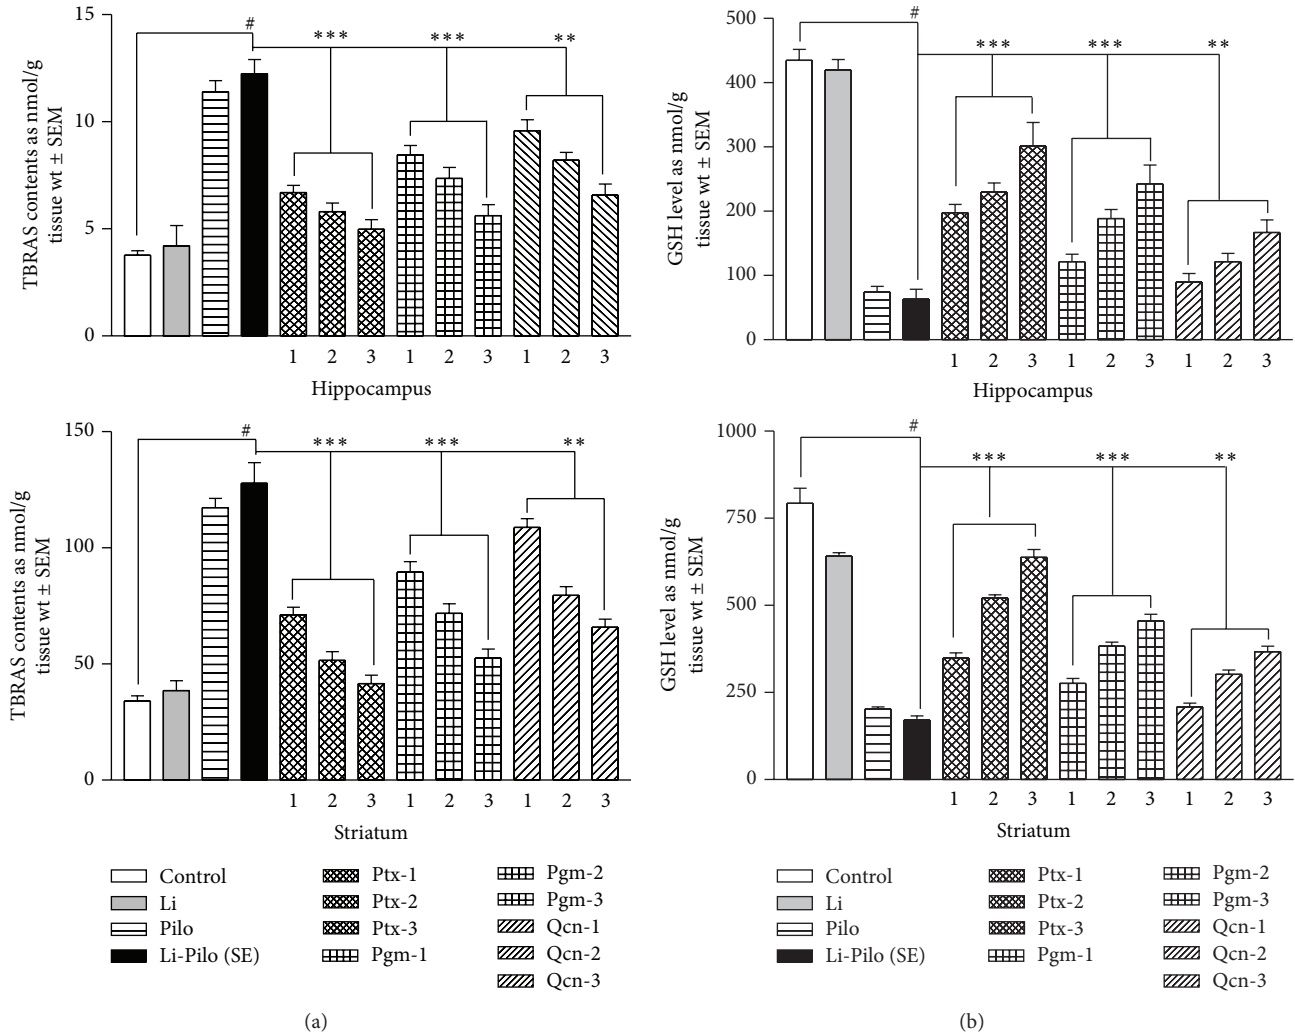 TBRAS contents as nmol/g
tissue wt ± SEM
15
10
5
0
#
***
***
**
1 2 3 1 2 3 1 2 3
Hippocampus
GSH level as nmol/g
tissue wt ± SEM
500
400
300
200
100
0
#
***
***
**
1 2 3 1 2 3 1 2 3
Hippocampus
TBRAS contents as nmol/g
tissue wt ± SEM
150
100
50
0
#
***
***
**
1 2 3 1 2 3 1 2 3
Striatum
GSH level as nmol/g
tissue wt ± SEM
1000
750
500
250
0
#
***
***
**
1 2 3 1 2 3 1 2 3
Striatum
Control
Li
Pilo
Li-Pilo (SE)
Ptx-1
Ptx-2
Ptx-3
Pgm-1
Pgm-2
Pgm-3
Qcn-1
Qcn-2
Qcn-3
(a)
Control
Li
Pilo
Li-Pilo (SE)
Ptx-1
Ptx-2
Ptx-3
Pgm-1
Pgm-2
Pgm-3
Qcn-1
Qcn-2
Qcn-3
(b)